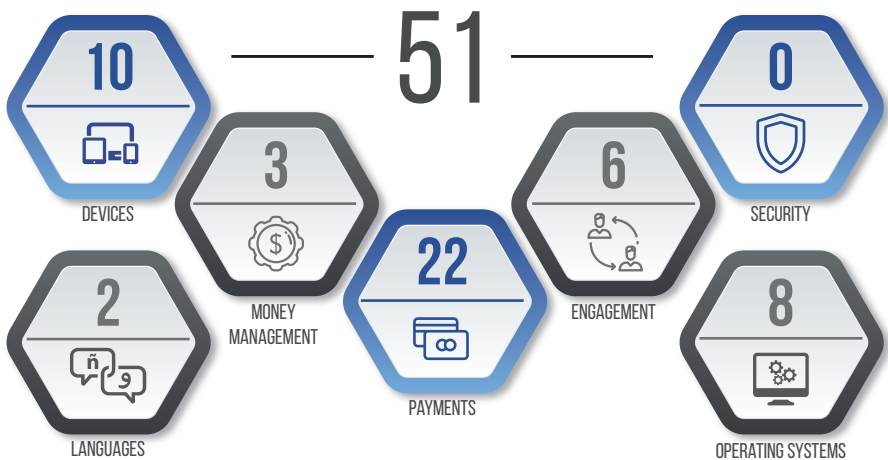 51
10
DEVICES
3
$
MONEY
MANAGEMENT
22
PAYMENTS
6
ENGAGEMENT
0
SECURITY
2
ñ
و
LANGUAGES
8
OPERATING SYSTEMS